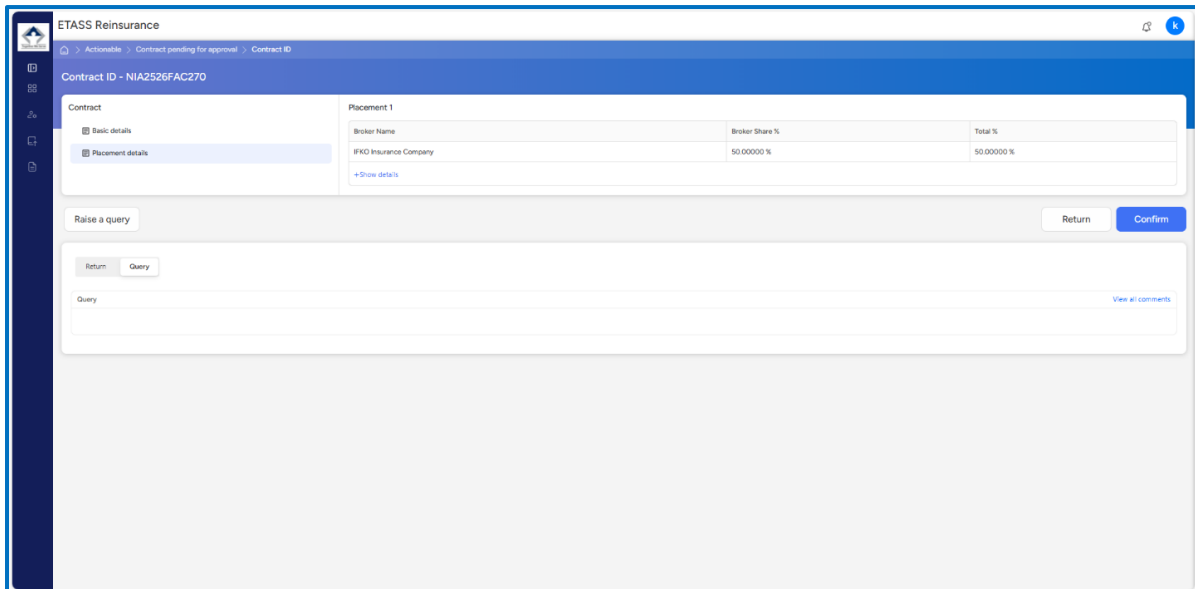 ETASS Reinsurance
k
> Actionable > Contract pending for approval > Contract ID
Contract ID - NIA2526FAC270
Contract
Basic details
Placement details
Placement 1
Broker Name Broker Share % Total %
IFKO Insurance Company 50.00000 % 50.00000 %
+Show details
Raise a query
Return Confirm
Return Query
Query View all comments